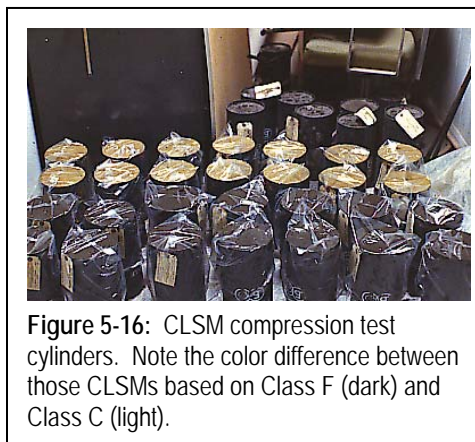 Figure 5-16: CLSM compression test
cylinders. Note the color difference between
those CLSMs based on Class F (dark) and
Class C (light).